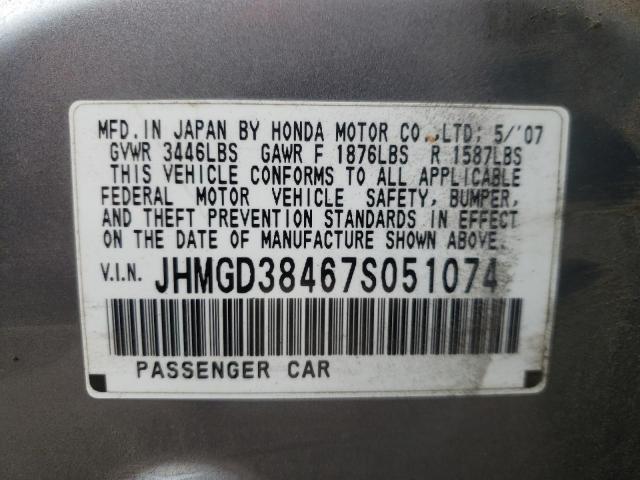 MFD. IN JAPAN BY HONDA MOTOR CO.,LTD; 5/'07
GVWR 3446LBS GAWR F 1876LBS R 1587LBS
THIS VEHICLE CONFORMS TO ALL APPLICABLE
FEDERAL MOTOR VEHICLE SAFETY, BUMPER,
AND THEFT PREVENTION STANDARDS IN EFFECT
ON THE DATE OF MANUFACTURE SHOWN ABOVE.
V.I.N. JHMGD38467S051074
PASSENGER CAR